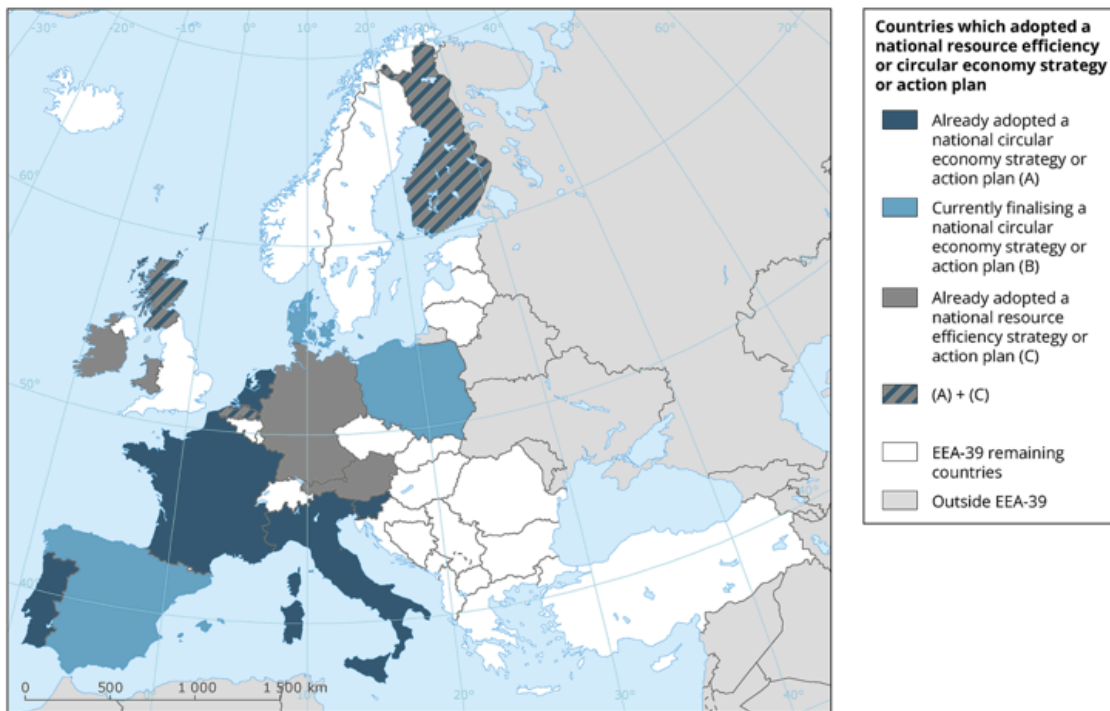 -30° -20° -10° 0° 10° 20° 30° 40° 50° 60° 70°
60°
50°
40°
0 500 1 000 1 500 km
20° 30° 40°
Countries which adopted a
national resource efficiency
or circular economy strategy
or action plan
Already adopted a
national circular
economy strategy or
action plan (A)
Currently finalising a
national circular
economy strategy or
action plan (B)
Already adopted a
national resource
efficiency strategy or
action plan (C)
(A) + (C)
EEA-39 remaining
countries
Outside EEA-39